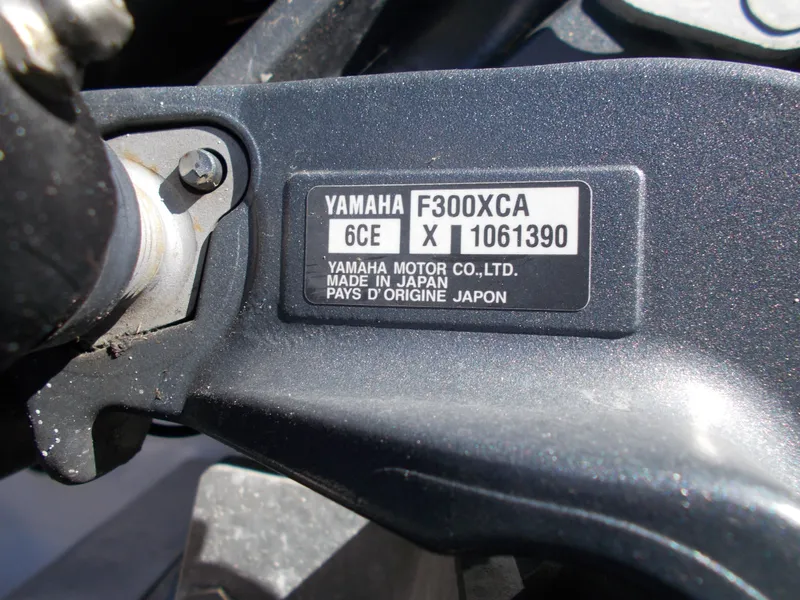 YAMAHA F300XCA
6CE X 1061390
YAMAHA MOTOR CO.,LTD.
MADE IN JAPAN
PAYS D'ORIGINE JAPON